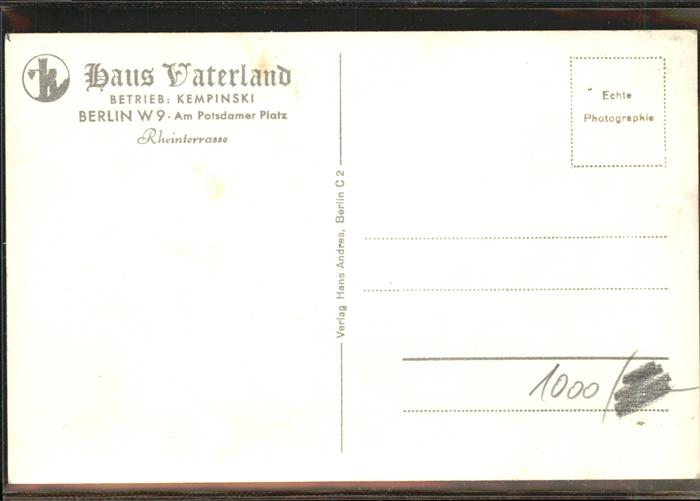 Haus Vaterland
BETRIEB: KEMPINSKI
BERLIN W 9 · Am Potsdamer Platz
Rheinterrasse
Verlag Hans Andres, Berlin C 2
Echte
Photographie
1000/